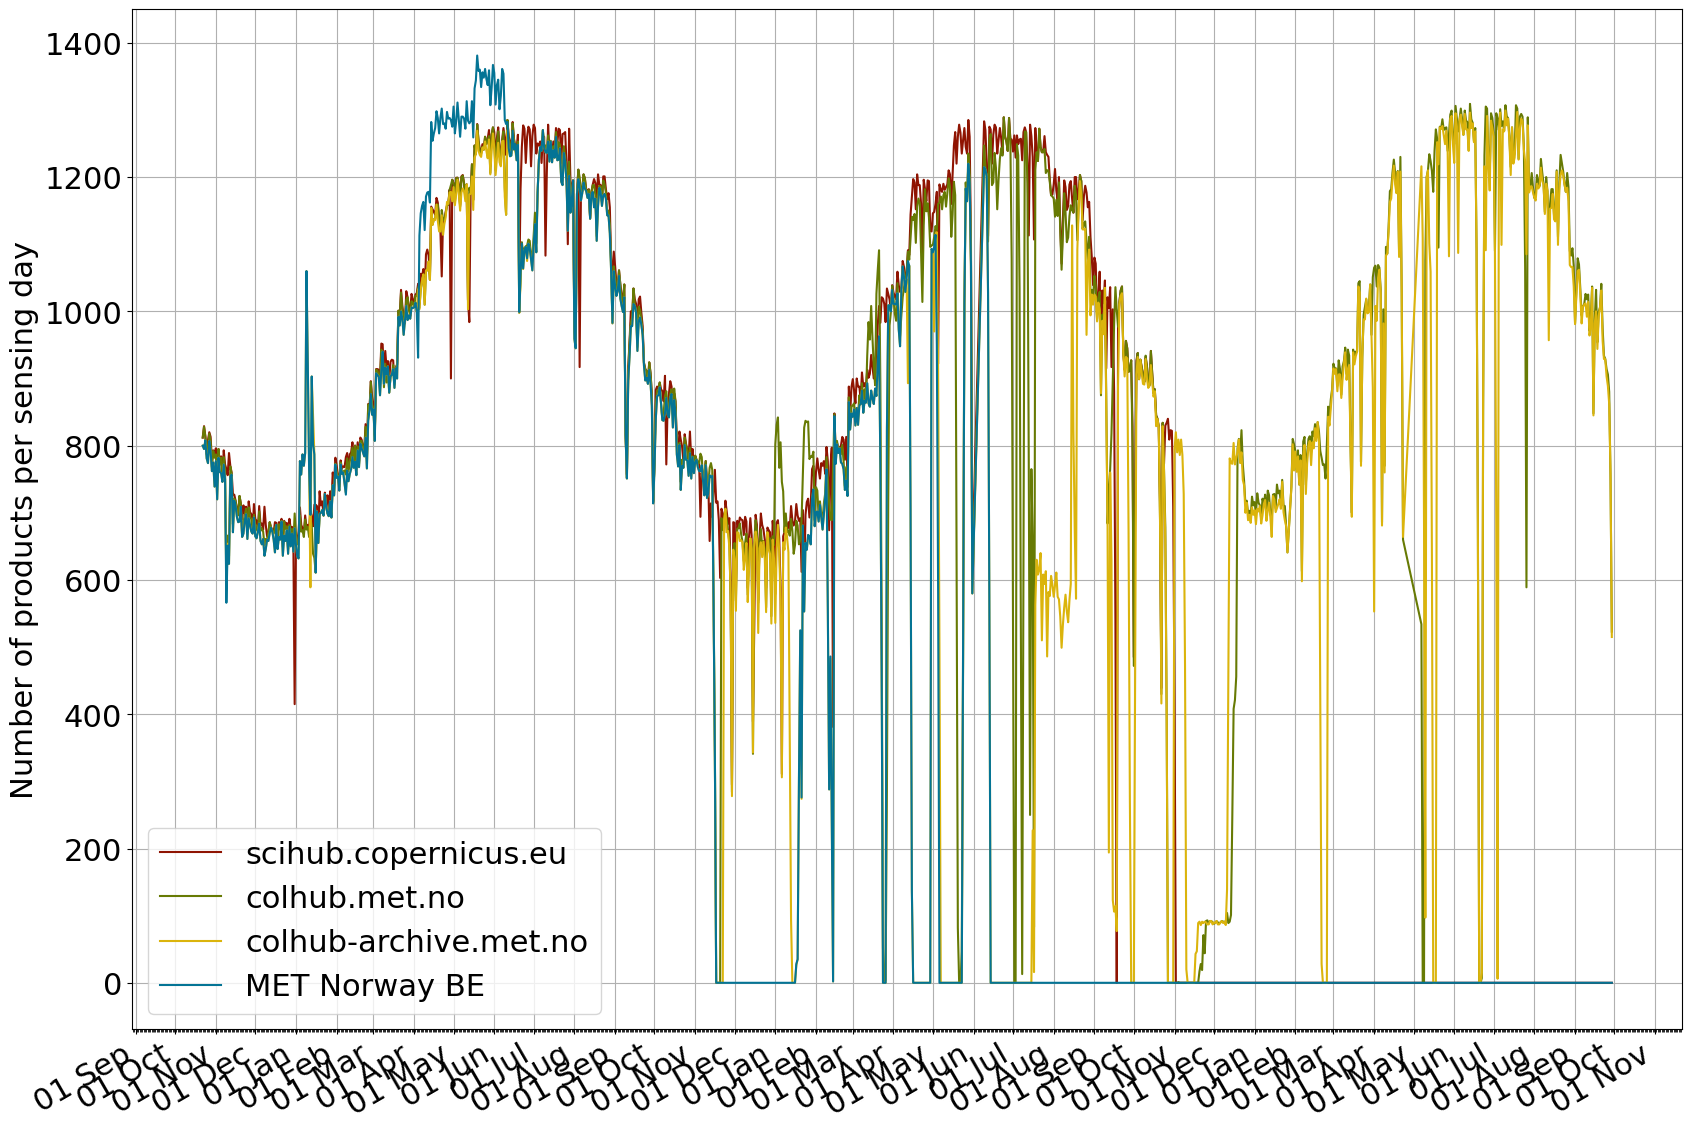 Number of products per sensing day
1400
1200
1000
800
600
400
200
0
scihub.copernicus.eu
colhub.met.no
colhub-archive.met.no
MET Norway BE
01 Sep
01 Oct
01 Nov
01 Dec
01 Jan
01 Feb
01 Mar
01 Apr
01 May
01 Jun
01 Jul
01 Aug
01 Sep
01 Oct
01 Nov
01 Dec
01 Jan
01 Feb
01 Mar
01 Apr
01 May
01 Jun
01 Jul
01 Aug
01 Sep
01 Oct
01 Nov
01 Dec
01 Jan
01 Feb
01 Mar
01 Apr
01 May
01 Jun
01 Jul
01 Aug
01 Sep
01 Oct
01 Nov